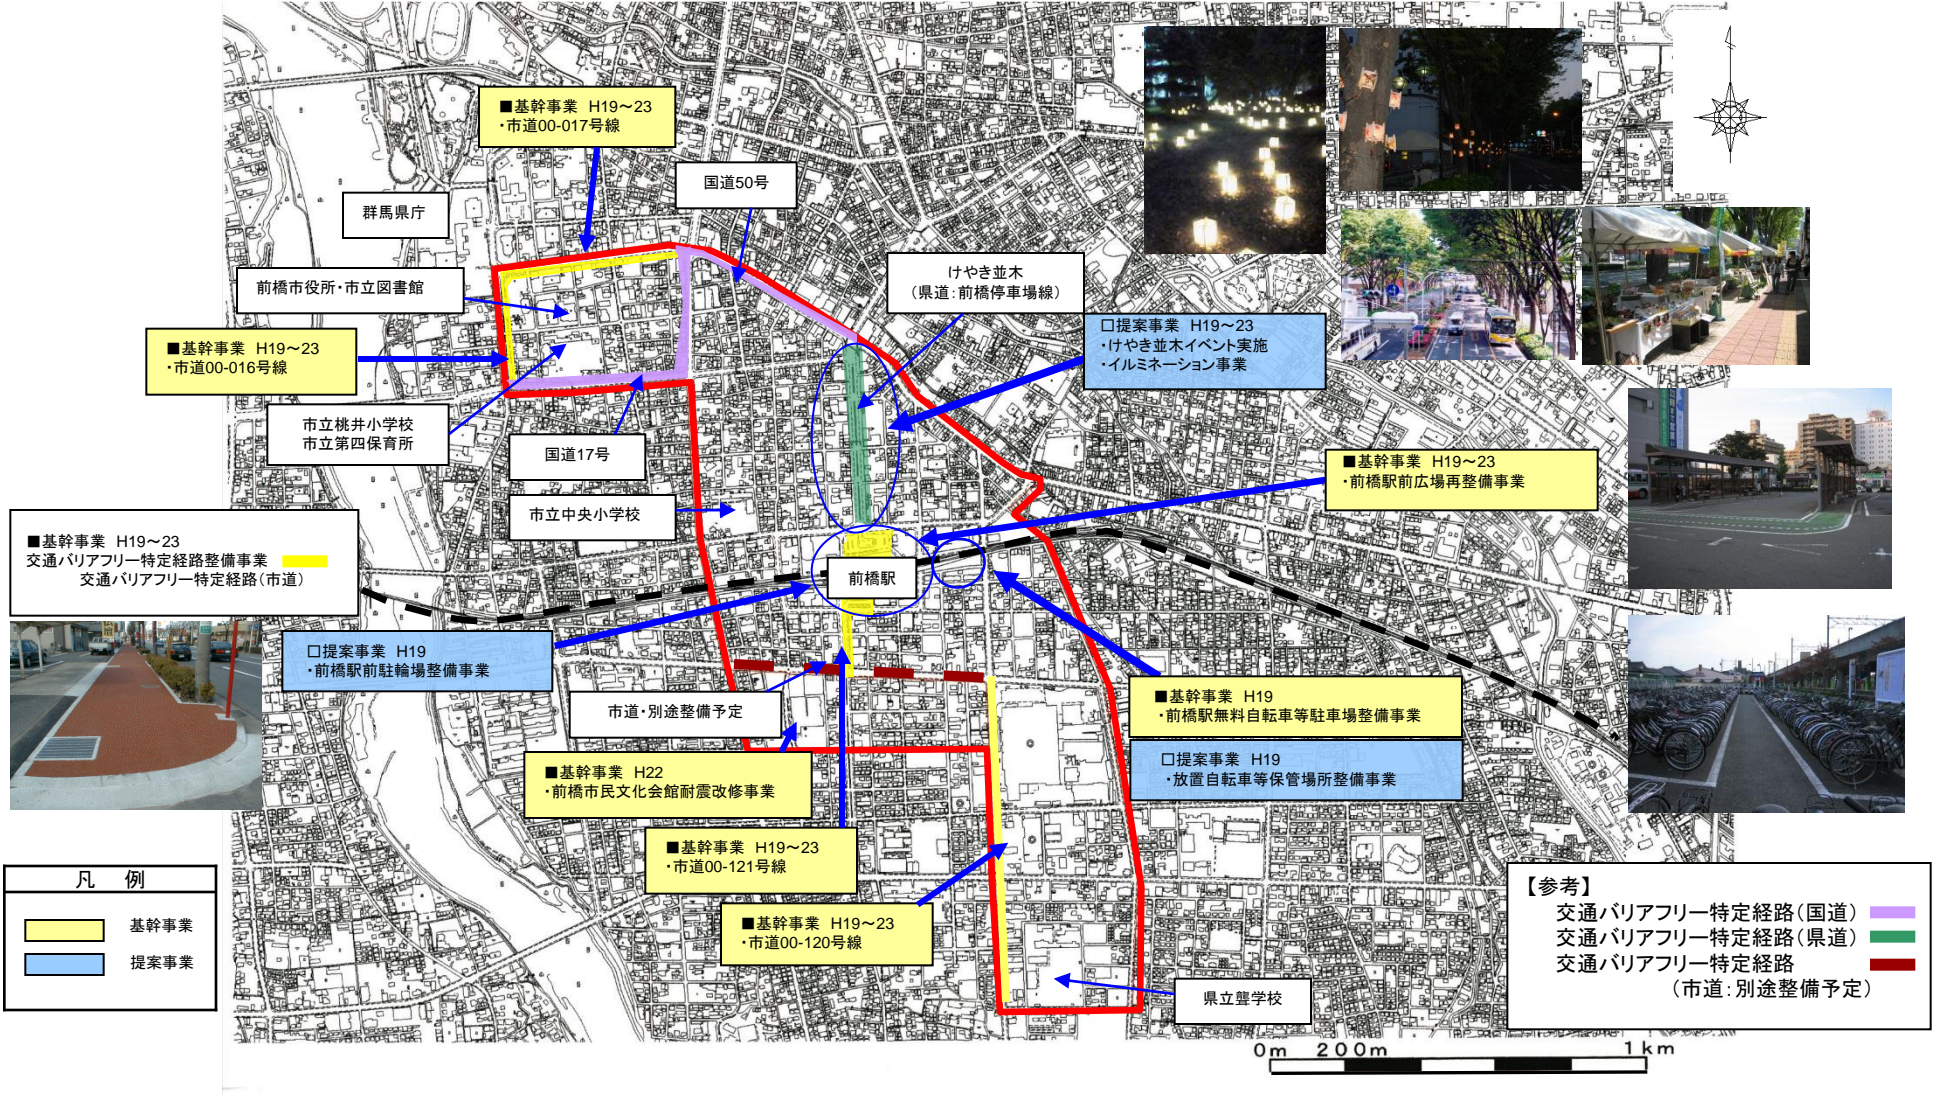 ■基幹事業 H19～23
・市道00-017号線
国道50号
群馬県庁
前橋市役所・市立図書館
けやき並木
（県道：前橋停車場線）
□提案事業 H19～23
・けやき並木イベント実施
・イルミネーション事業
■基幹事業 H19～23
・市道00-016号線
市立桃井小学校
市立第四保育所
国道17号
■基幹事業 H19～23
・前橋駅前広場再整備事業
市立中央小学校
■基幹事業 H19～23
交通バリアフリー特定経路整備事業
交通バリアフリー特定経路（市道）
前橋駅
□提案事業 H19
・前橋駅前駐輪場整備事業
市道・別途整備予定
■基幹事業 H19
・前橋駅無料自転車等駐車場整備事業
□提案事業 H19
・放置自転車等保管場所整備事業
■基幹事業 H22
・前橋市民文化会館耐震改修事業
■基幹事業 H19～23
・市道00-121号線
■基幹事業 H19～23
・市道00-120号線
県立聾学校
凡 例
基幹事業
提案事業
【参考】
交通バリアフリー特定経路（国道）
交通バリアフリー特定経路（県道）
交通バリアフリー特定経路
（市道：別途整備予定）
0m 200m 1km